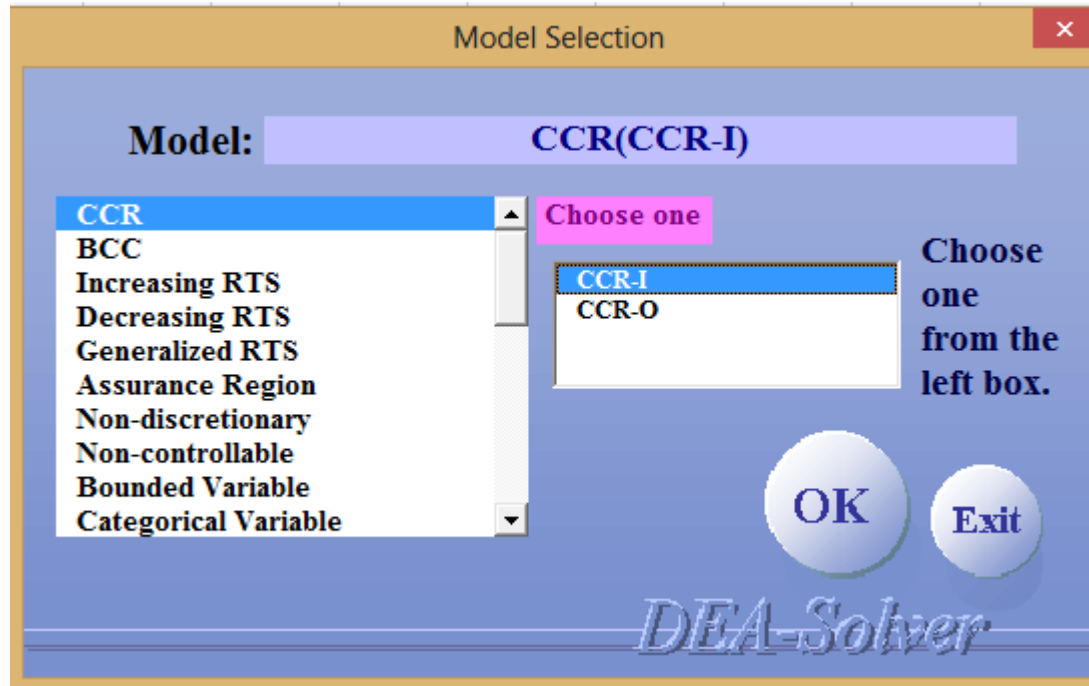 Model Selection
×
Model: CCR(CCR-I)
CCR
BCC
Increasing RTS
Decreasing RTS
Generalized RTS
Assurance Region
Non-discretionary
Non-controllable
Bounded Variable
Categorical Variable
Choose one
CCR-I
CCR-O
Choose
one
from the
left box.
OK
Exit
DEA-Solver